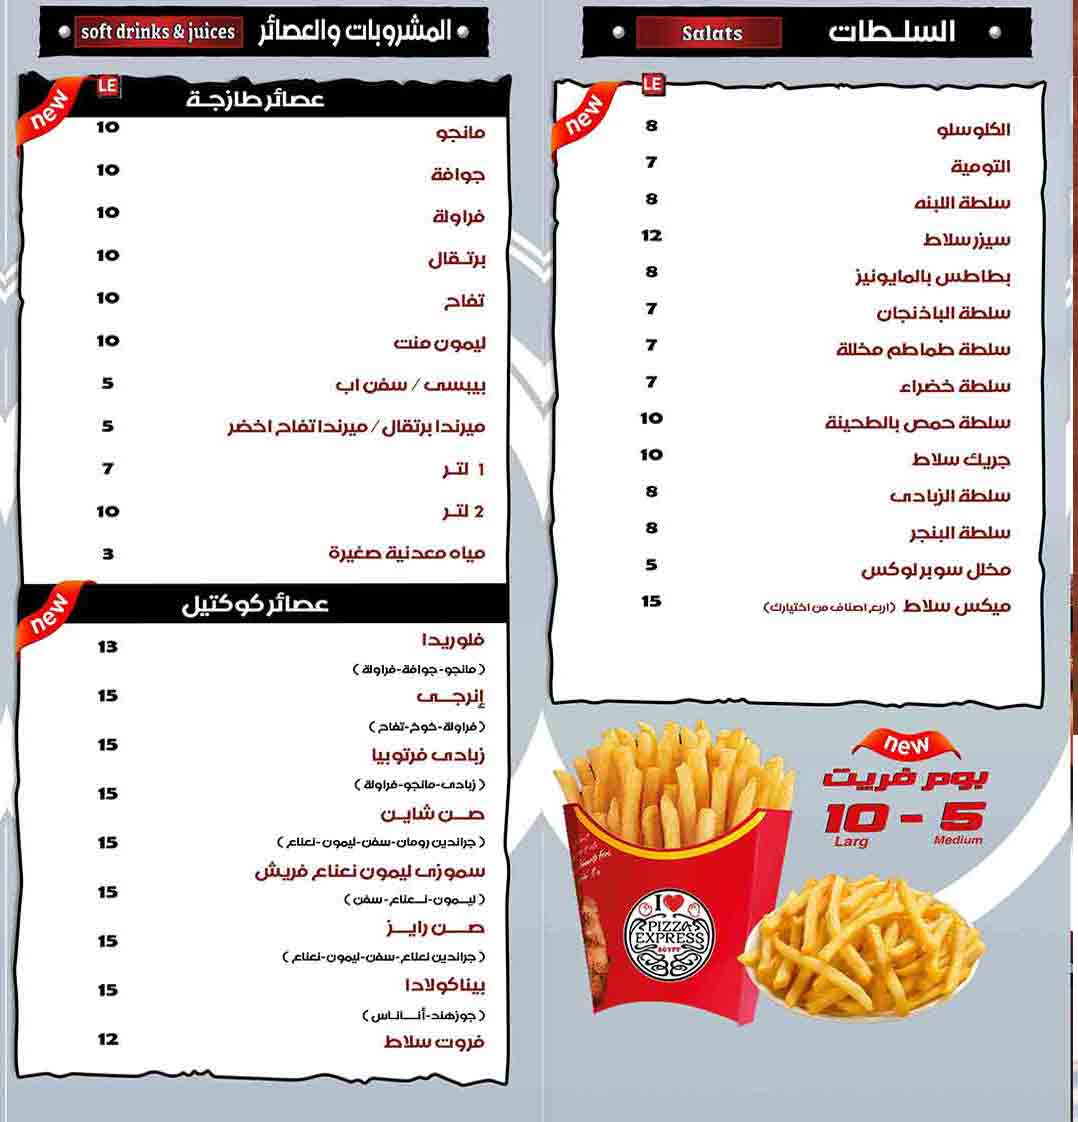 السلطات
Salats
new
LE
الكلوسلو 8
التومية 7
سلطة اللبنه 8
سيزر سلاط 12
بطاطس بالمايونيز 8
سلطة الباذنجان 7
سلطة طماطم مخللة 7
سلطة خضراء 7
سلطة حمص بالطحينة 10
جريك سلاط 10
سلطة الزبادى 8
سلطة البنجر 8
مخلل سوبر لوكس 5
ميكس سلاط (اربع اصناف من اختيارك) 15
new
بوم فريت
10 - 5
Larg Medium
I
PIZZA
EXPRESS
EGYPT
المشروبات والعصائر
soft drinks & juices
new
LE
عصائر طازجة
مانجو 10
جوافة 10
فراولة 10
برتقال 10
تفاح 10
ليمون منت 10
بيبسى / سفن اب 5
ميرندا برتقال / ميرندا تفاح اخضر 5
1 لتر 7
2 لتر 10
مياه معدنية صغيرة 3
new
عصائر كوكتيل
فلوريدا 13
(مانجو-جوافة-فراولة)
إنرجى 15
(فراولة-خوخ-تفاح)
زبادى فرتوبيا 15
(زبادى-مانجو-فراولة)
15
صن شاين
(جراندين رومان-سفن-ليمون-نعناع) 15
سموزى ليمون نعناع فريش
(ليمون-نعناع-سفن) 15
صن رايز 15
(جراندين نعناع-سفن-ليمون-نعناع)
بيناكولادا 15
(جوزهند-أناناس)
فروت سلاط 12